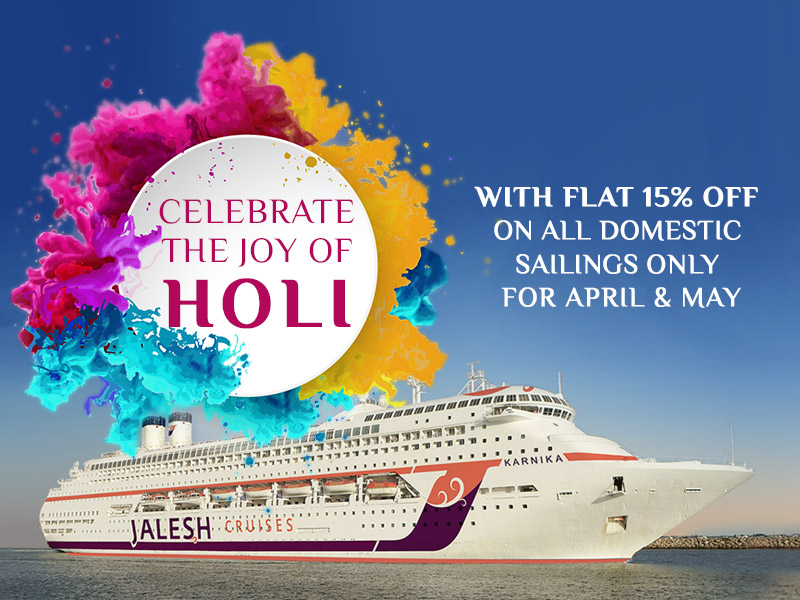 CELEBRATE
THE JOY OF
HOLI
WITH FLAT 15% OFF
ON ALL DOMESTIC
SAILINGS ONLY
FOR APRIL & MAY
KARNIKA
JALESH CRUISES